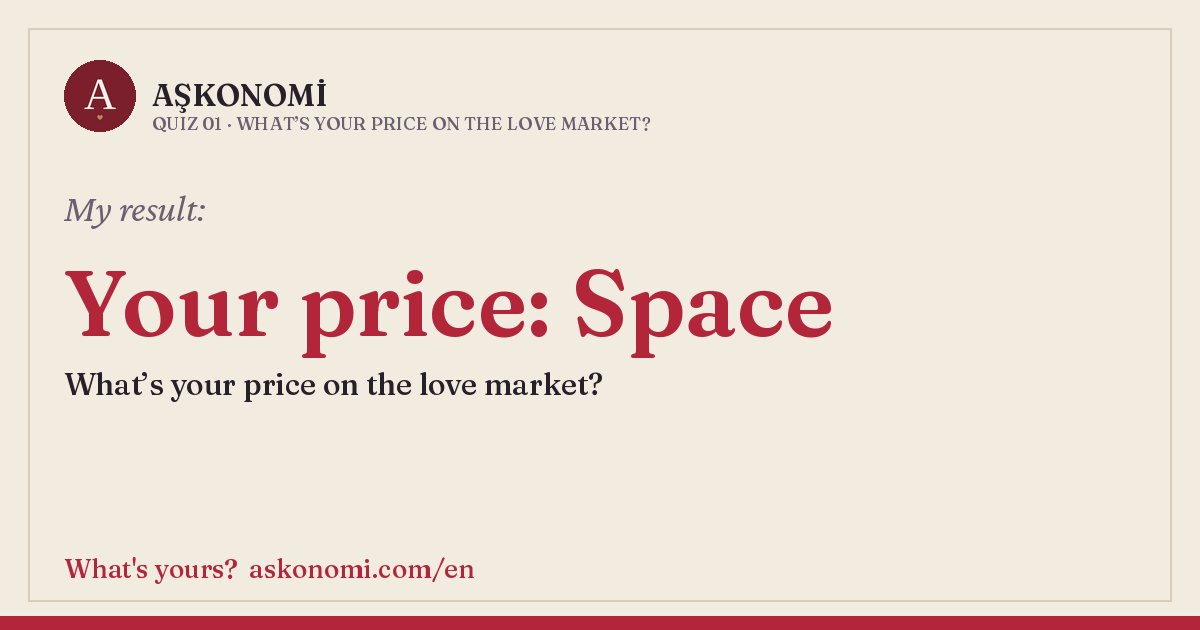 A
AŞKONOMİ
QUIZ 01 · WHAT’S YOUR PRICE ON THE LOVE MARKET?
My result:
Your price: Space
What’s your price on the love market?
What's yours? askonomi.com/en